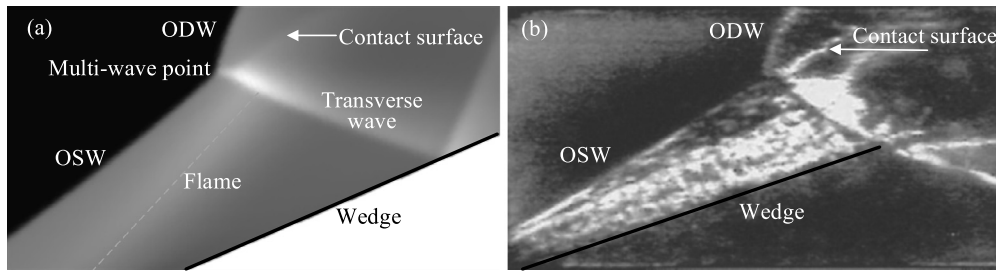 (a)
ODW
Contact surface
Multi-wave point
Transverse
wave
OSW
Flame
Wedge
(b)
ODW
Contact surface
OSW
Wedge